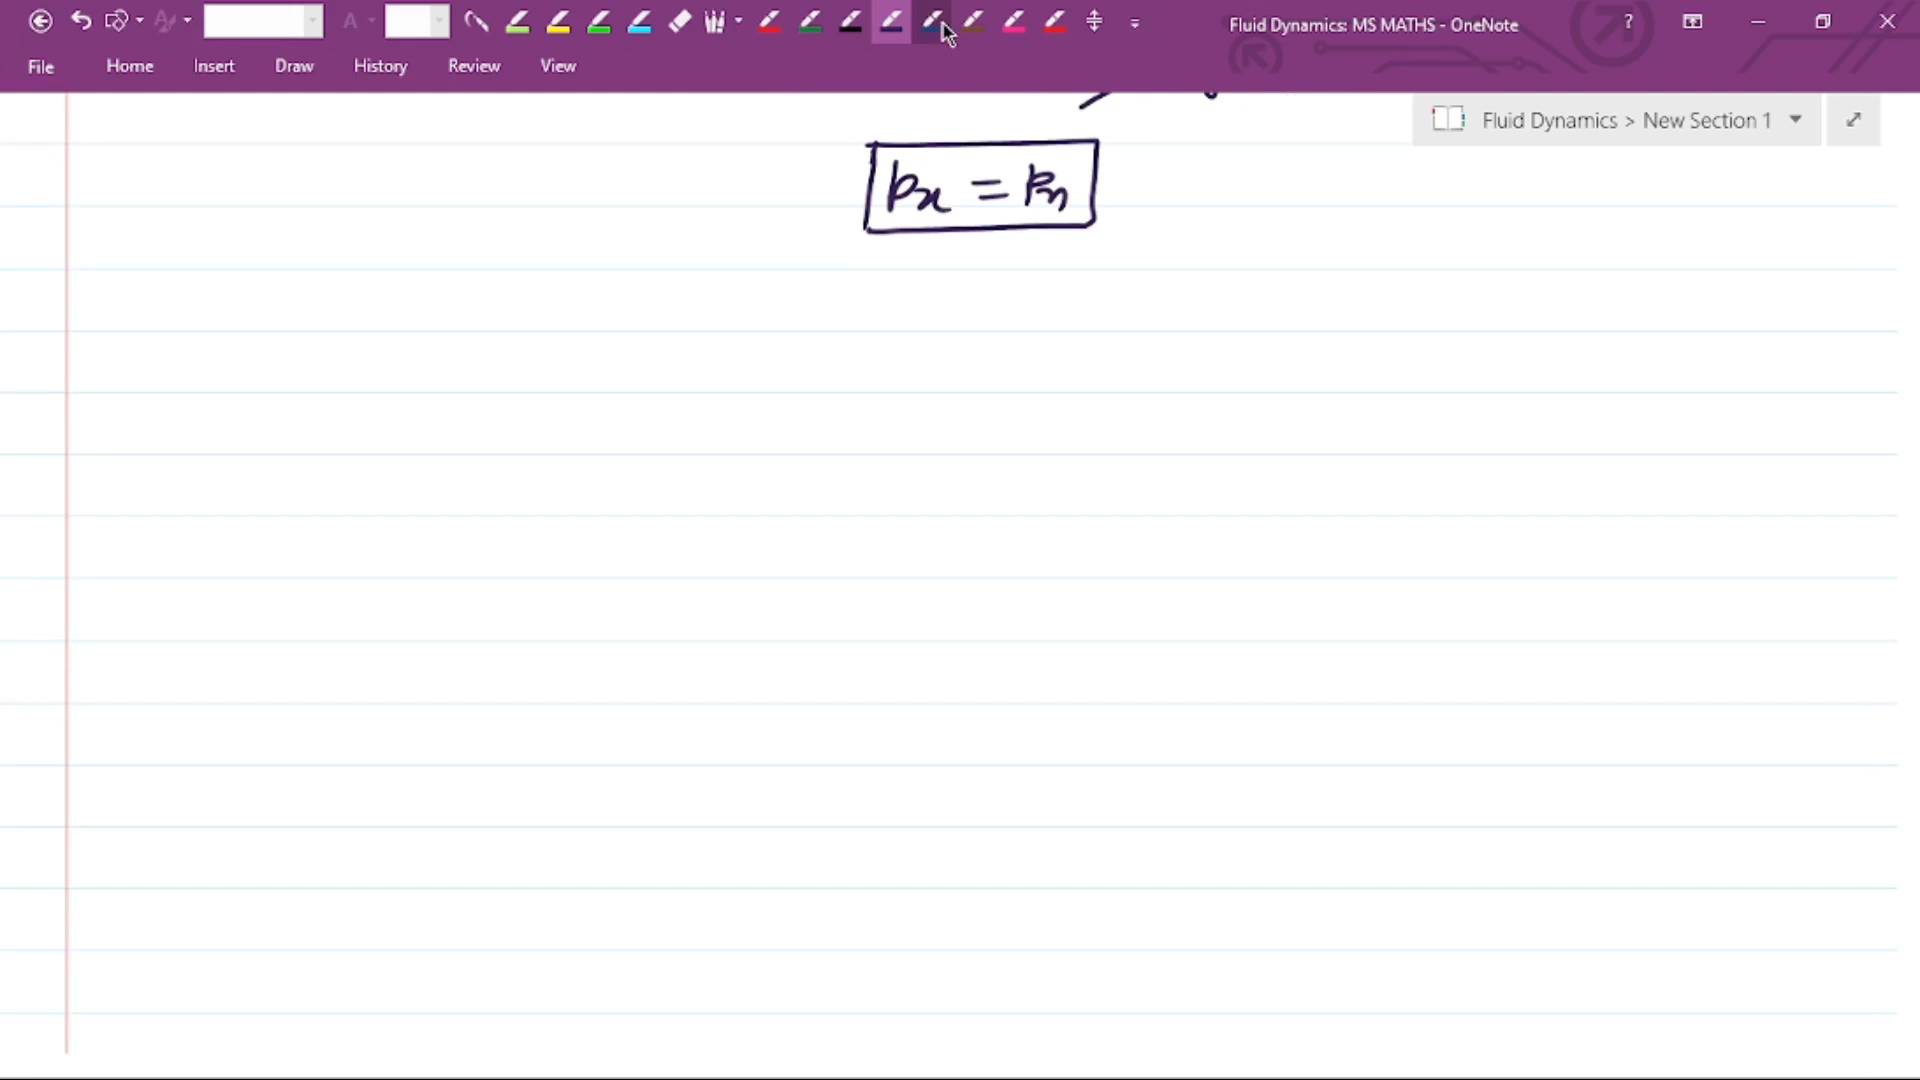 Fluid Dynamics: MS MATHS - OneNote
?
File Home Insert Draw History Review View
Fluid Dynamics > New Section 1
px = pn